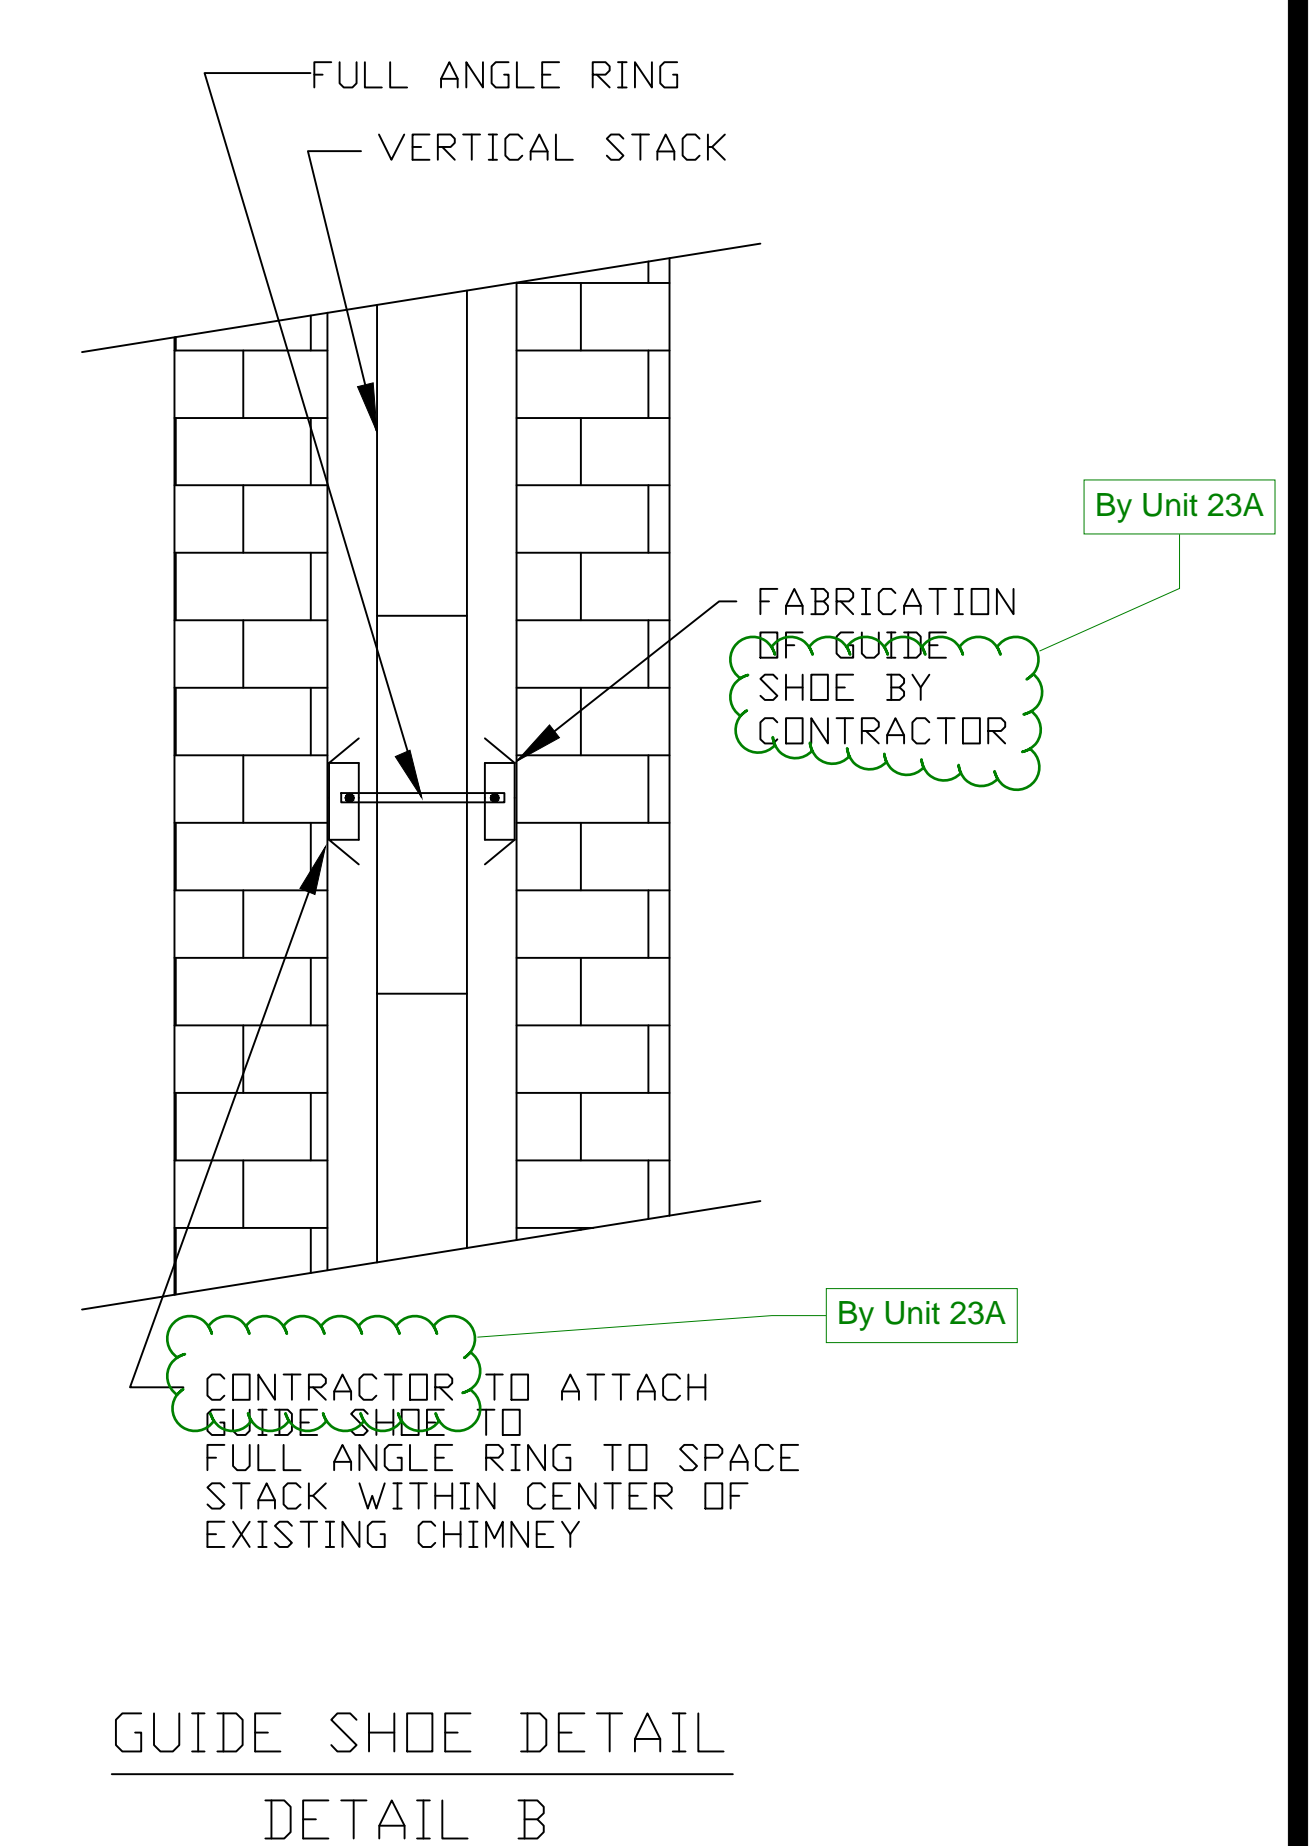 FULL ANGLE RING
VERTICAL STACK
By Unit 23A
FABRICATION
OF GUIDE
SHOE BY
CONTRACTOR
By Unit 23A
CONTRACTOR TO ATTACH
GUIDE SHOE TO
FULL ANGLE RING TO SPACE
STACK WITHIN CENTER OF
EXISTING CHIMNEY
GUIDE SHOE DETAIL
DETAIL B